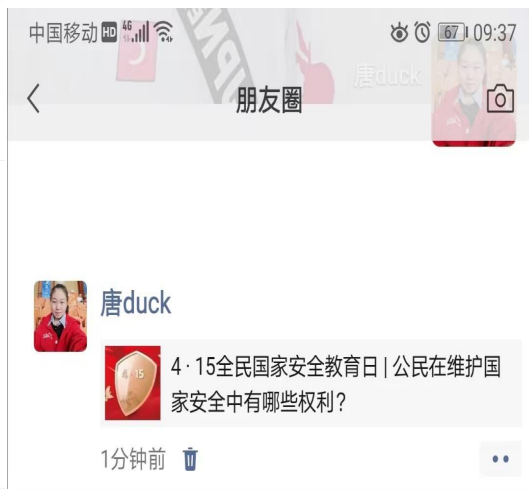 中国移动 HD 4G 67 09:37
唐duck
朋友圈
唐duck
4·15
4·15全民国家安全教育日 | 公民在维护国
家安全中有哪些权利?
1分钟前